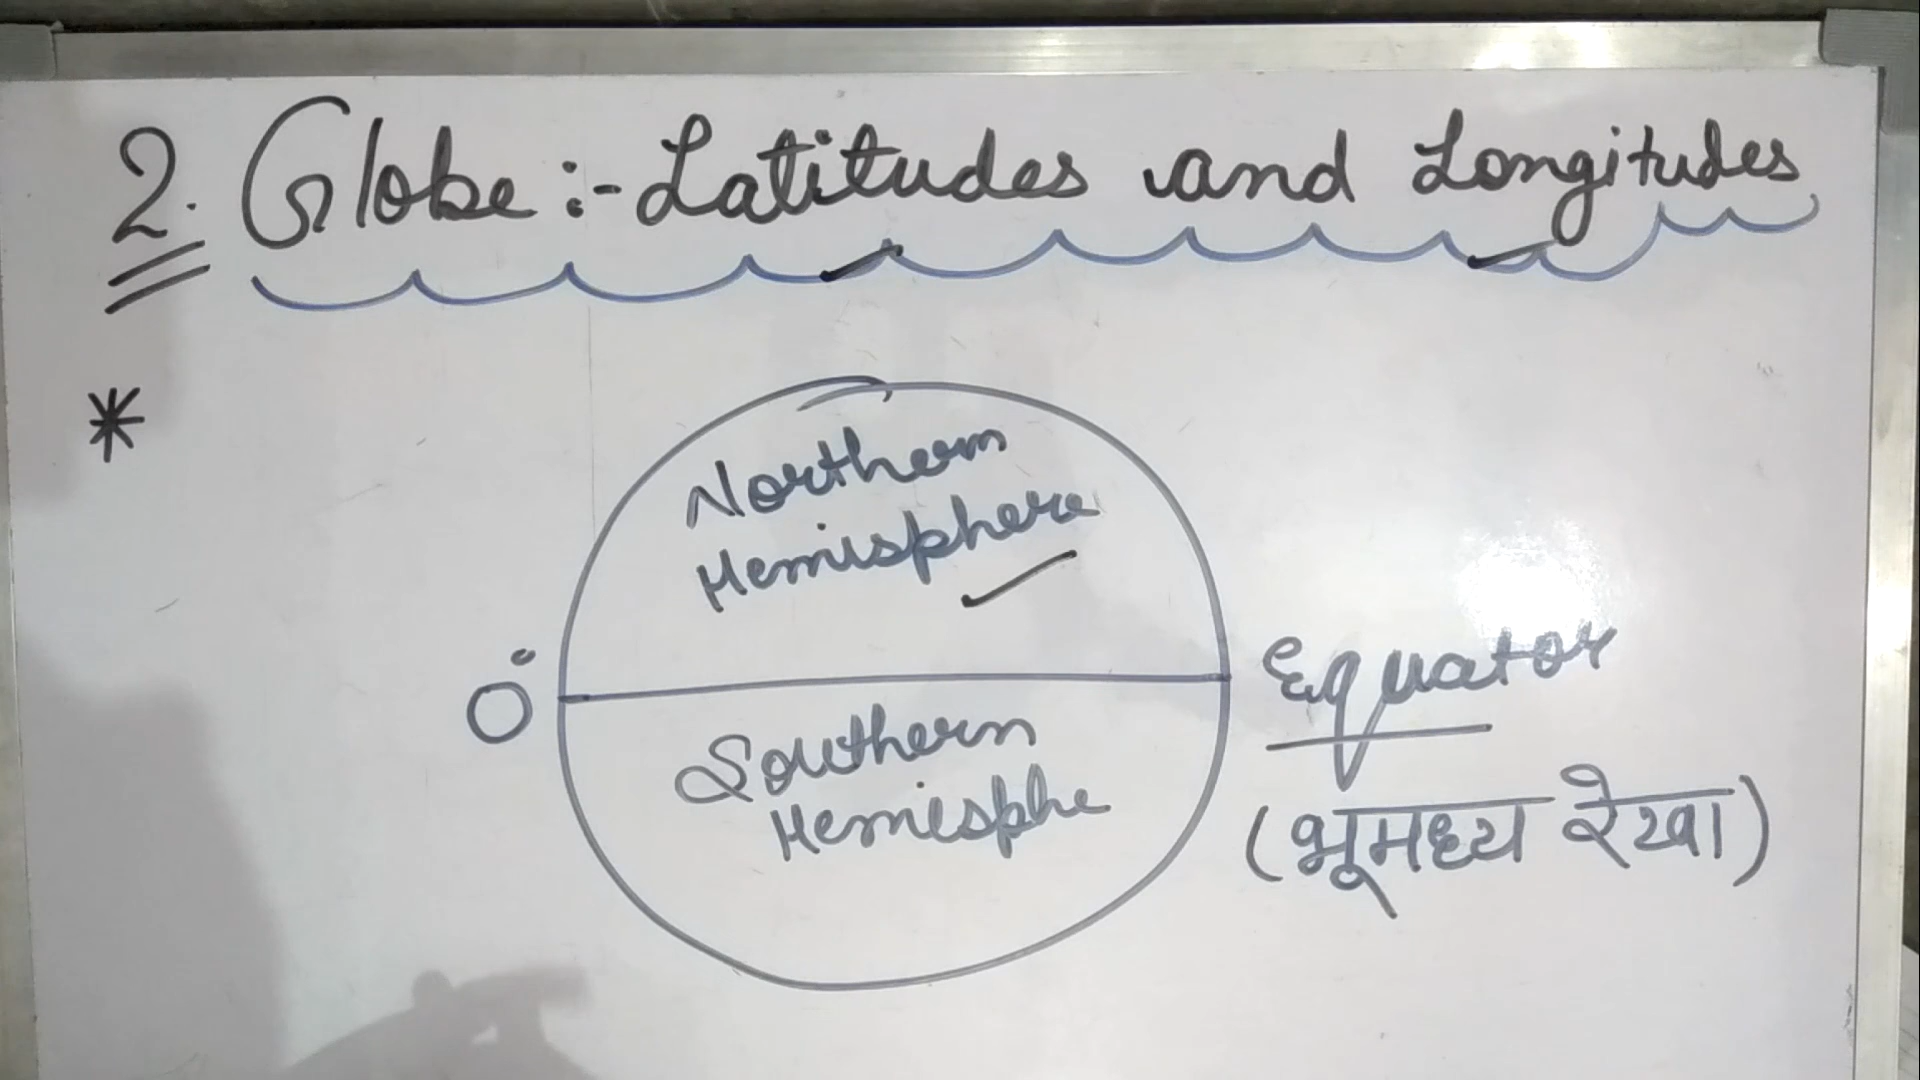 2. Globe:- Latitudes and Longitudes
*
Northern
Hemisphere
0°
Equator
(भूमध्य रेखा)
Southern
Hemisphe